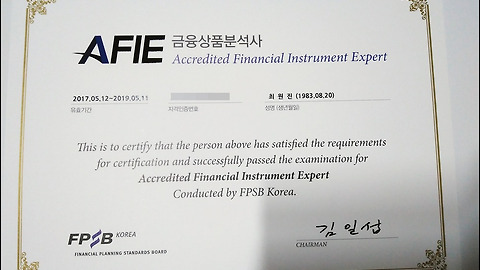 AFIE 금융상품분석사
Accredited Financial Instrument Expert
2017.05.12~2019.05.11 최 원 진 (1983.08.20)
유효기간 자격인증번호 성명 (생년월일)
This is to certify that the person above has satisfied the requirements
for certification and successfully passed the examination for
Accredited Financial Instrument Expert
Conducted by FPSB Korea.
김 일 섭
FPSB KOREA CHAIRMAN
FINANCIAL PLANNING STANDARDS BOARD